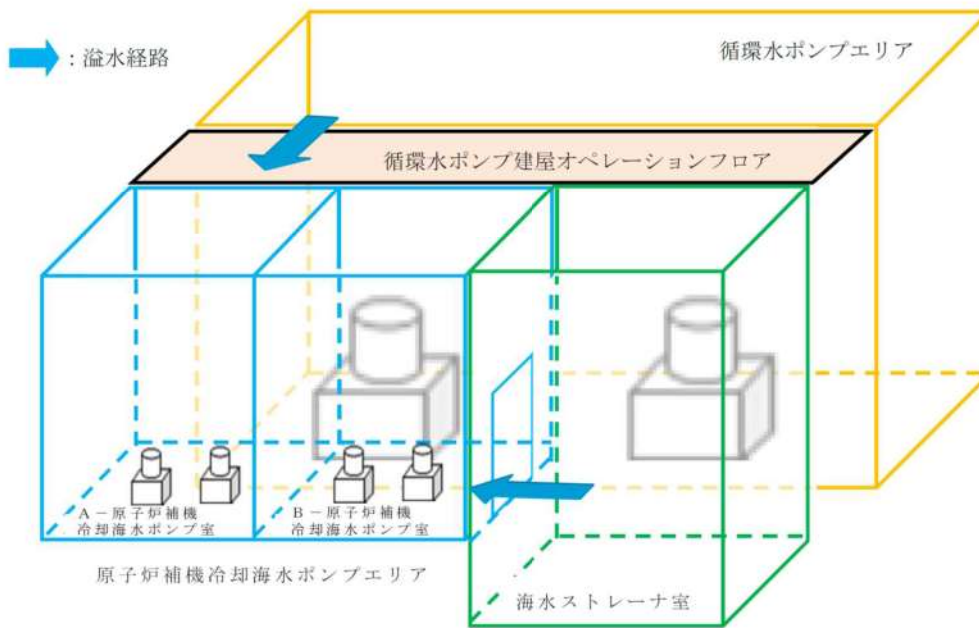 ：溢水経路
循環水ポンプエリア
循環水ポンプ建屋オペレーションフロア
A－原子炉補機
冷却海水ポンプ室
B－原子炉補機
冷却海水ポンプ室
原子炉補機冷却海水ポンプエリア
海水ストレーナ室